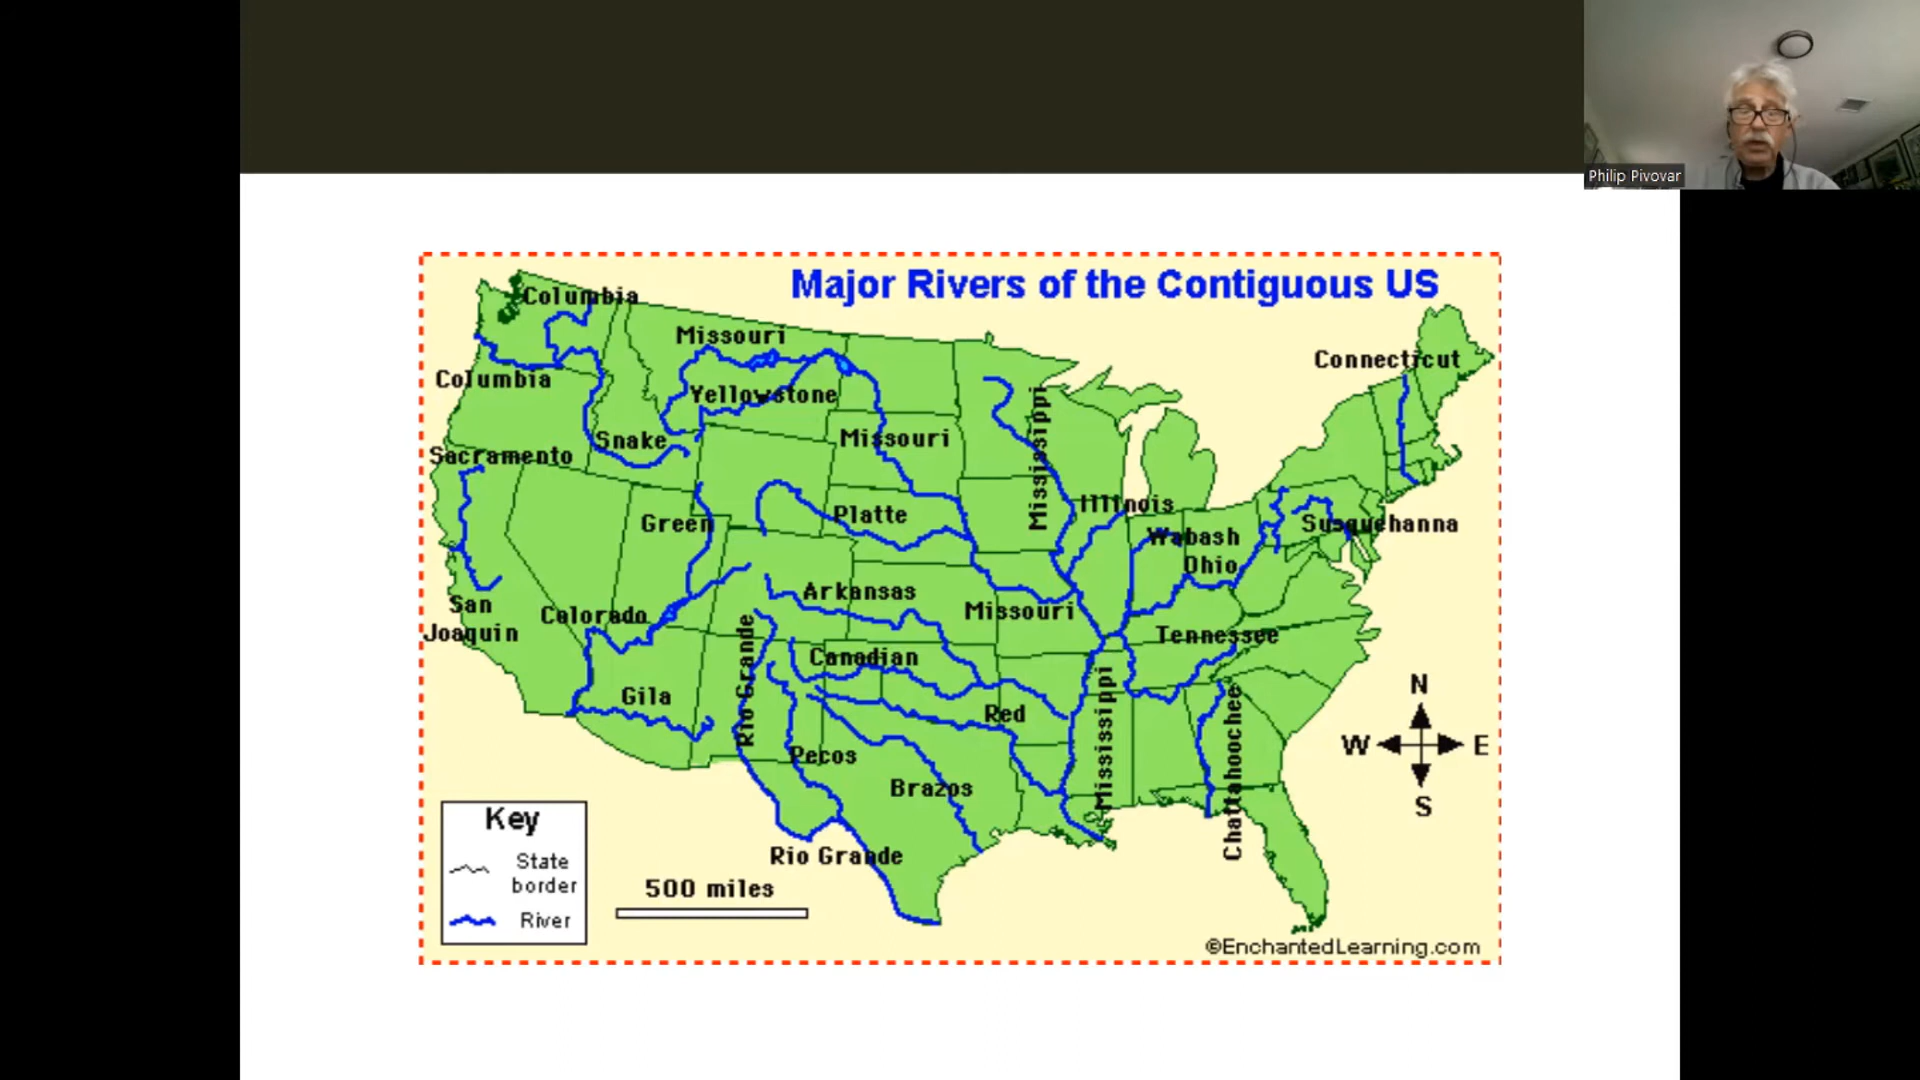 Philip Pivovar
Major Rivers of the Contiguous US
Columbia
Missouri
Connecticut
Columbia
Yellowstone
Mississippi
Snake
Missouri
Sacramento
Illinois
Green
Platte
Susquehanna
Wabash
Ohio
Arkansas
San
Joaquin
Colorado
Missouri
Tennessee
Rio Grande
Canadian
Gila
Mississippi
Red
Chattahoochee
Pecos
Brazos
Rio Grande
N
W
E
S
Key
State
border
River
500 miles
©EnchantedLearning.com